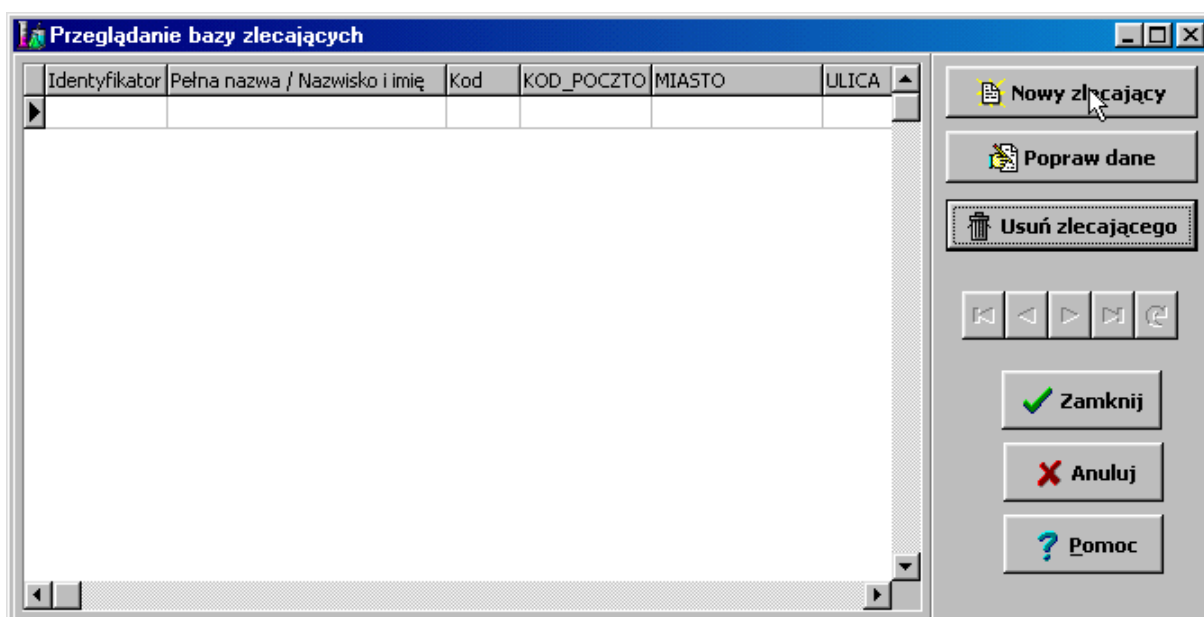 Przeglądanie bazy zlecających
Identyfikator Pełna nazwa / Nazwisko i imię Kod KOD_POCZTO MIASTO ULICA
Nowy zlecający
Popraw dane
Usuń zlecającego
Zamknij
Anuluj
Pomoc